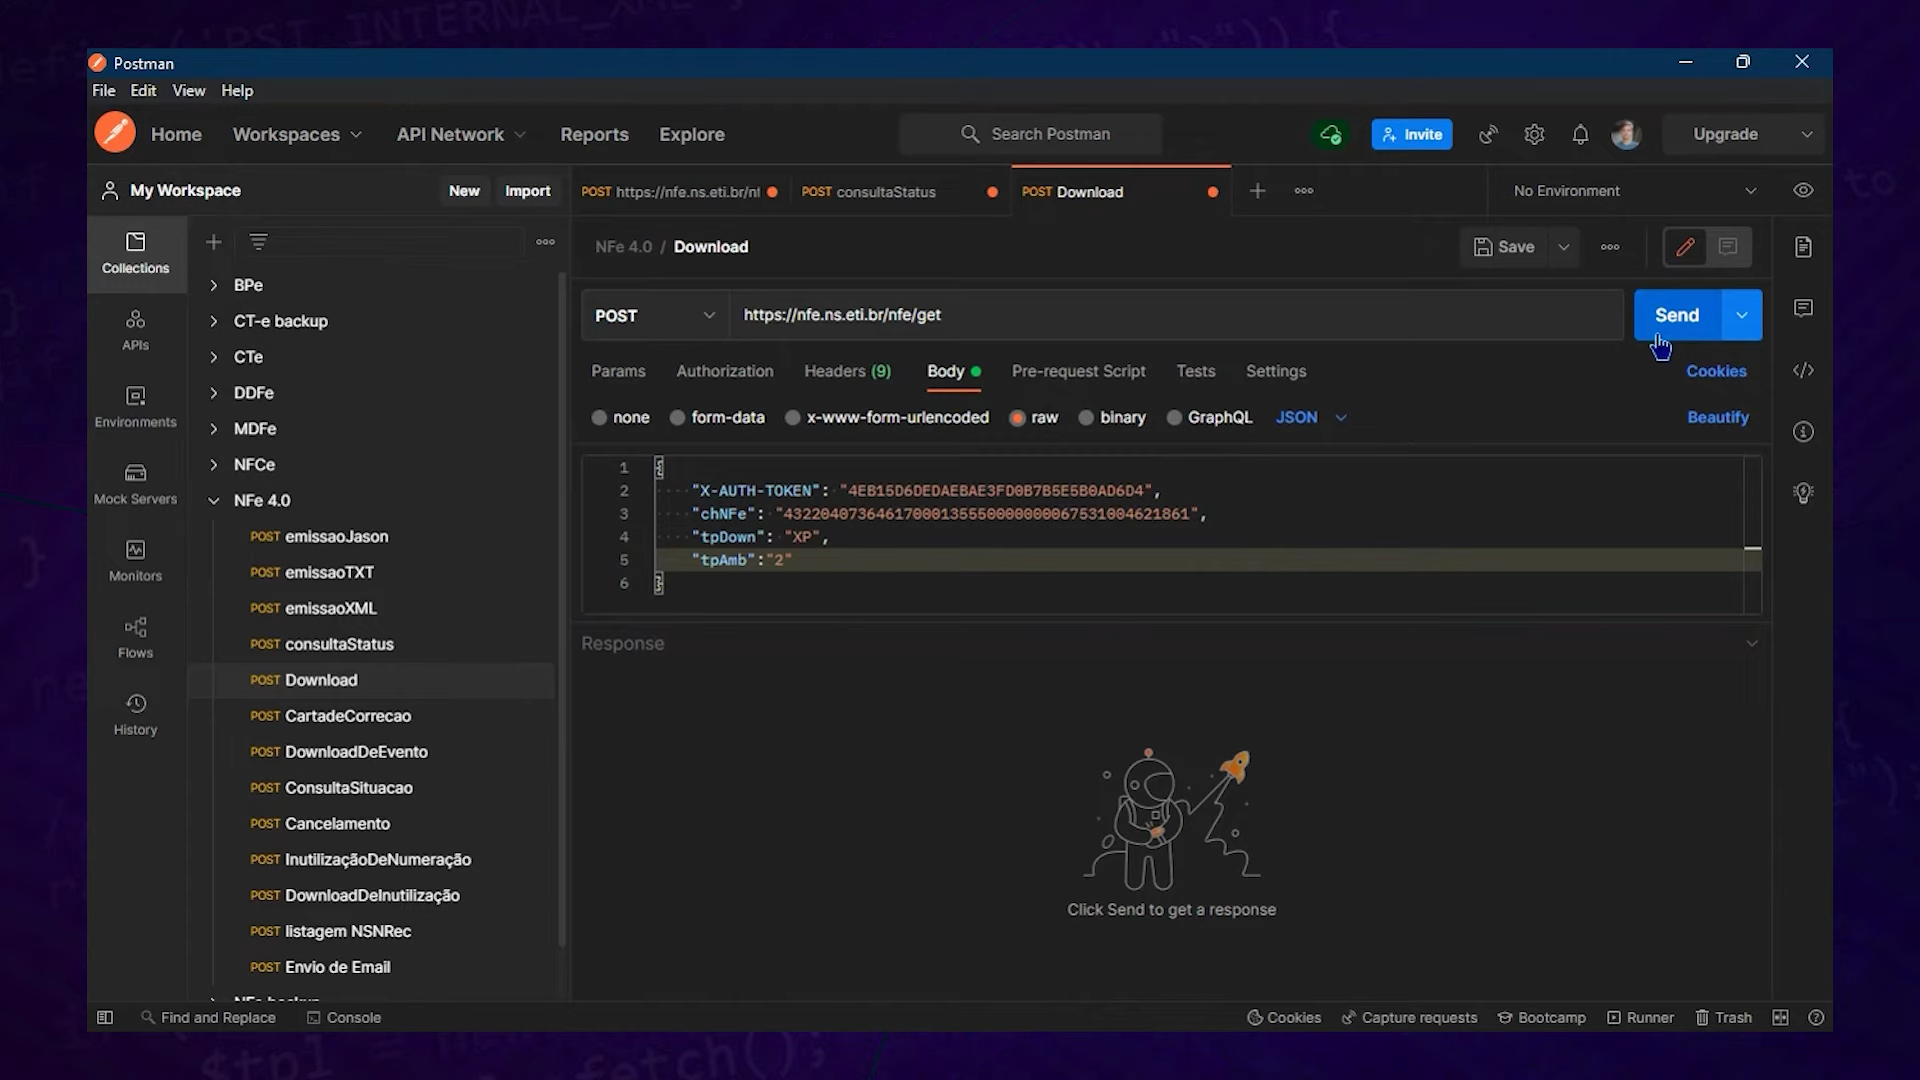 Postman
File Edit View Help
Home Workspaces API Network Reports Explore Search Postman Invite Upgrade
My Workspace New Import POST https://nfe.ns.eti.br/nf POST consultaStatus POST Download No Environment
NFe 4.0 / Download Save
POST https://nfe.ns.eti.br/nfe/get Send
Params Authorization Headers (9) Body Pre-request Script Tests Settings Cookies
none form-data x-www-form-urlencoded raw binary GraphQL JSON Beautify
1 {
2 "X-AUTH-TOKEN": "4EB15D6DEDAEBAE3FD0B7B5E5B0AD6D4",
3 "chNFe": "43220407364617000135550000000067531004621861",
4 "tpDown": "XP",
5 "tpAmb":"2"
6 }
Response
Click Send to get a response
Collections
APIs
Environments
Mock Servers
Monitors
Flows
History
BPe
CT-e backup
CTe
DDFe
MDFe
NFCe
NFe 4.0
POST emissaoJason
POST emissaoTXT
POST emissaoXML
POST consultaStatus
POST Download
POST CartadeCorrecao
POST DownloadDeEvento
POST ConsultaSituacao
POST Cancelamento
POST InutilizaçãoDeNumeração
POST DownloadDeInutilização
POST listagem NSNRec
POST Envio de Email
NFe backup
Find and Replace Console Cookies Capture requests Bootcamp Runner Trash